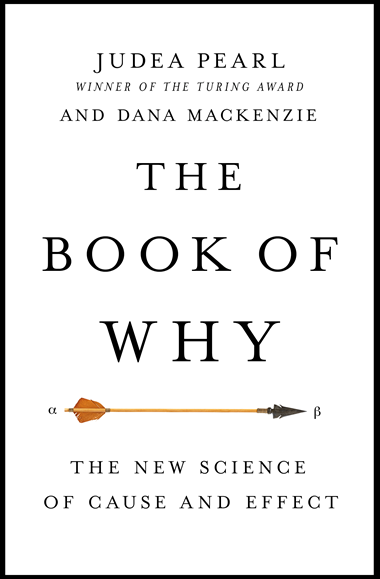 JUDEA PEARL
WINNER OF THE TURING AWARD
AND DANA MACKENZIE
THE
BOOK OF
WHY
α β
THE NEW SCIENCE
OF CAUSE AND EFFECT